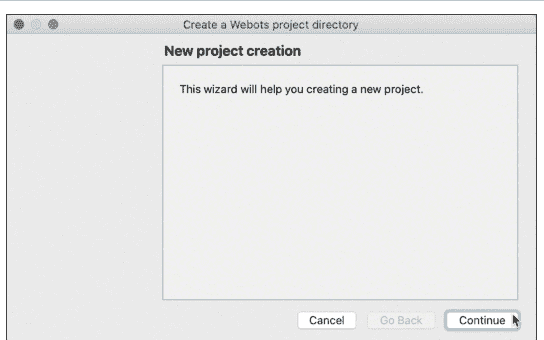 Create a Webots project directory
New project creation
This wizard will help you creating a new project.
Cancel Go Back Continue